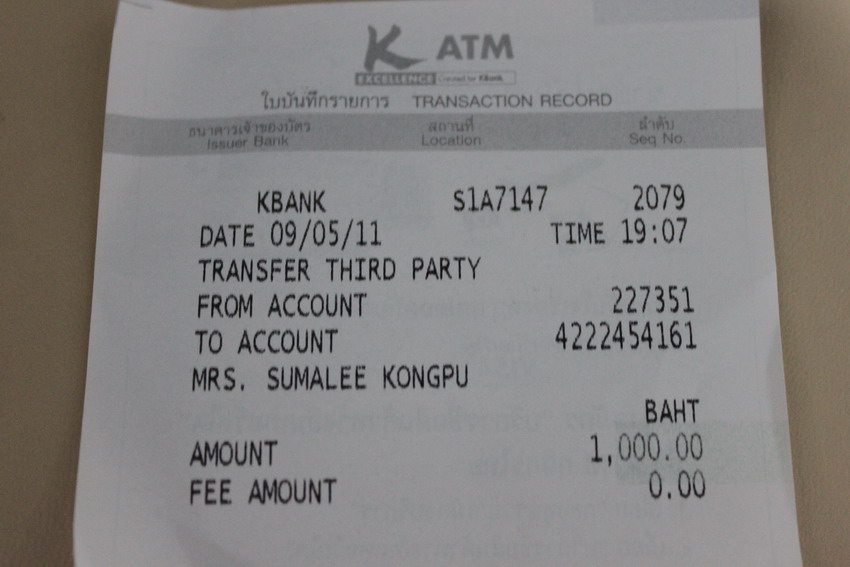 K ATM
EXCELLENCE Created by KBank
ใบบันทึกรายการ TRANSACTION RECORD
ธนาคารเจ้าของบัตร สถานที่ ลำดับ
Issuer Bank Location Seq No.
KBANK S1A7147 2079
DATE 09/05/11 TIME 19:07
TRANSFER THIRD PARTY
FROM ACCOUNT 227351
TO ACCOUNT 4222454161
MRS. SUMALEE KONGPU
BAHT
AMOUNT 1,000.00
FEE AMOUNT 0.00